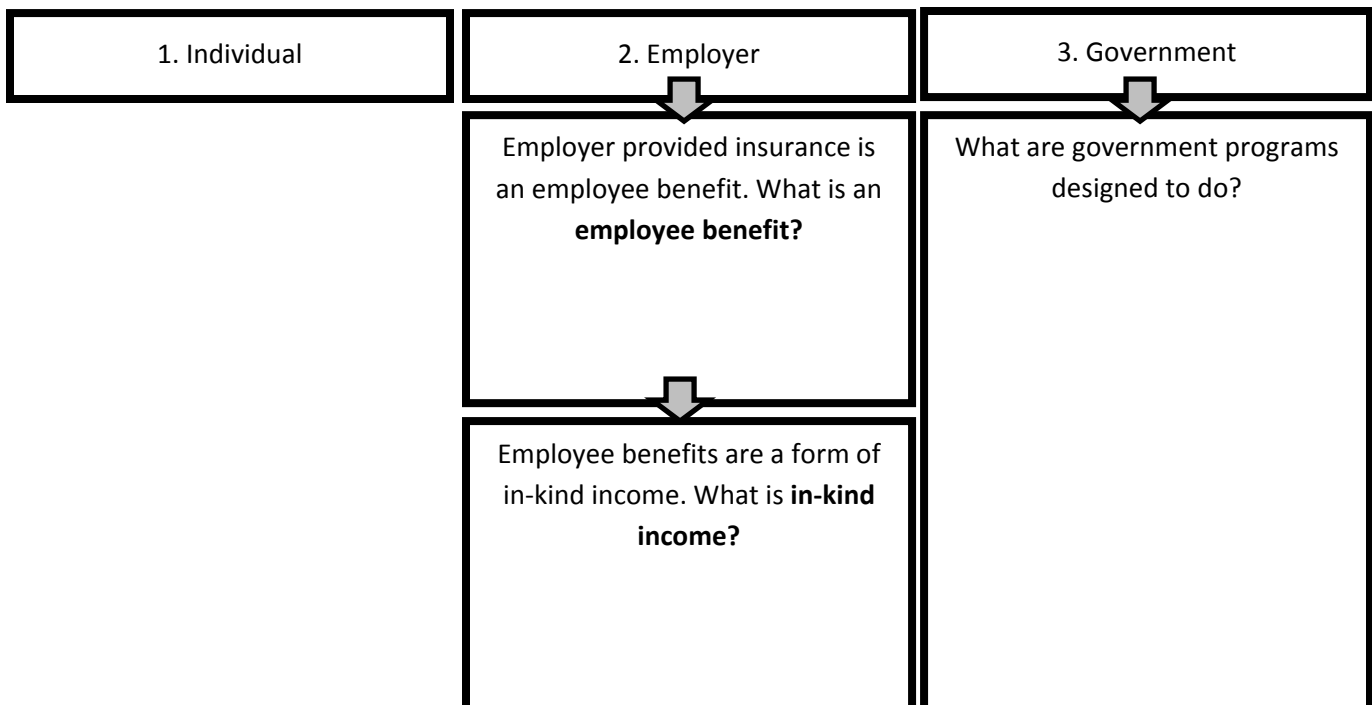 1. Individual
2. Employer
3. Government
Employer provided insurance is
an employee benefit. What is an
employee benefit?
What are government programs
designed to do?
Employee benefits are a form of
in-kind income. What is in-kind
income?